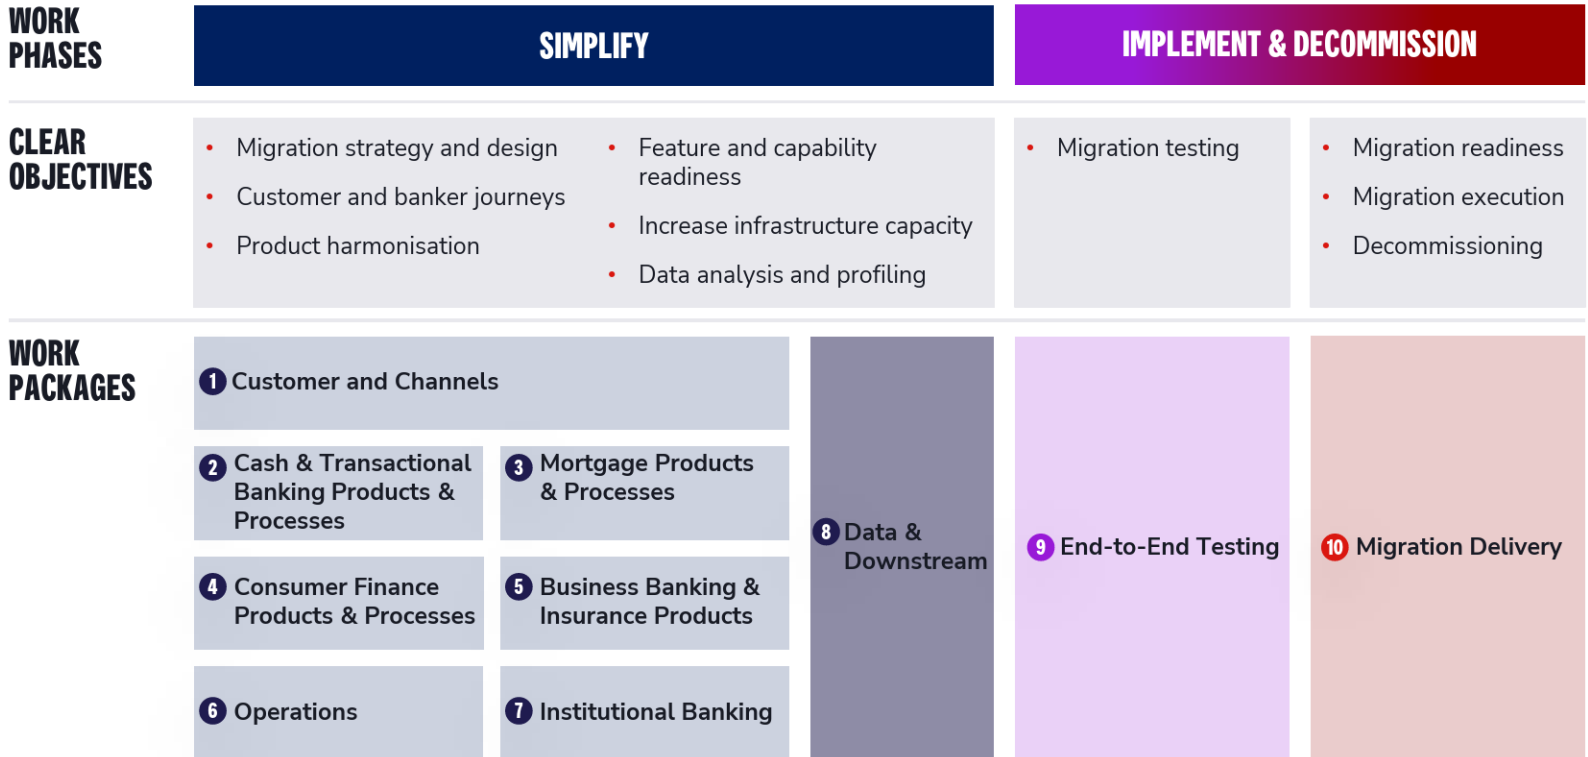 WORK
PHASES
SIMPLIFY
IMPLEMENT & DECOMMISSION
CLEAR
OBJECTIVES
• Migration strategy and design
• Customer and banker journeys
• Product harmonisation
• Feature and capability
readiness
• Increase infrastructure capacity
• Data analysis and profiling
• Migration testing
• Migration readiness
• Migration execution
• Decommissioning
WORK
PACKAGES
1 Customer and Channels
2 Cash & Transactional
Banking Products &
Processes
3 Mortgage Products
& Processes
4 Consumer Finance
Products & Processes
5 Business Banking &
Insurance Products
6 Operations
7 Institutional Banking
8 Data &
Downstream
9 End-to-End Testing
10 Migration Delivery